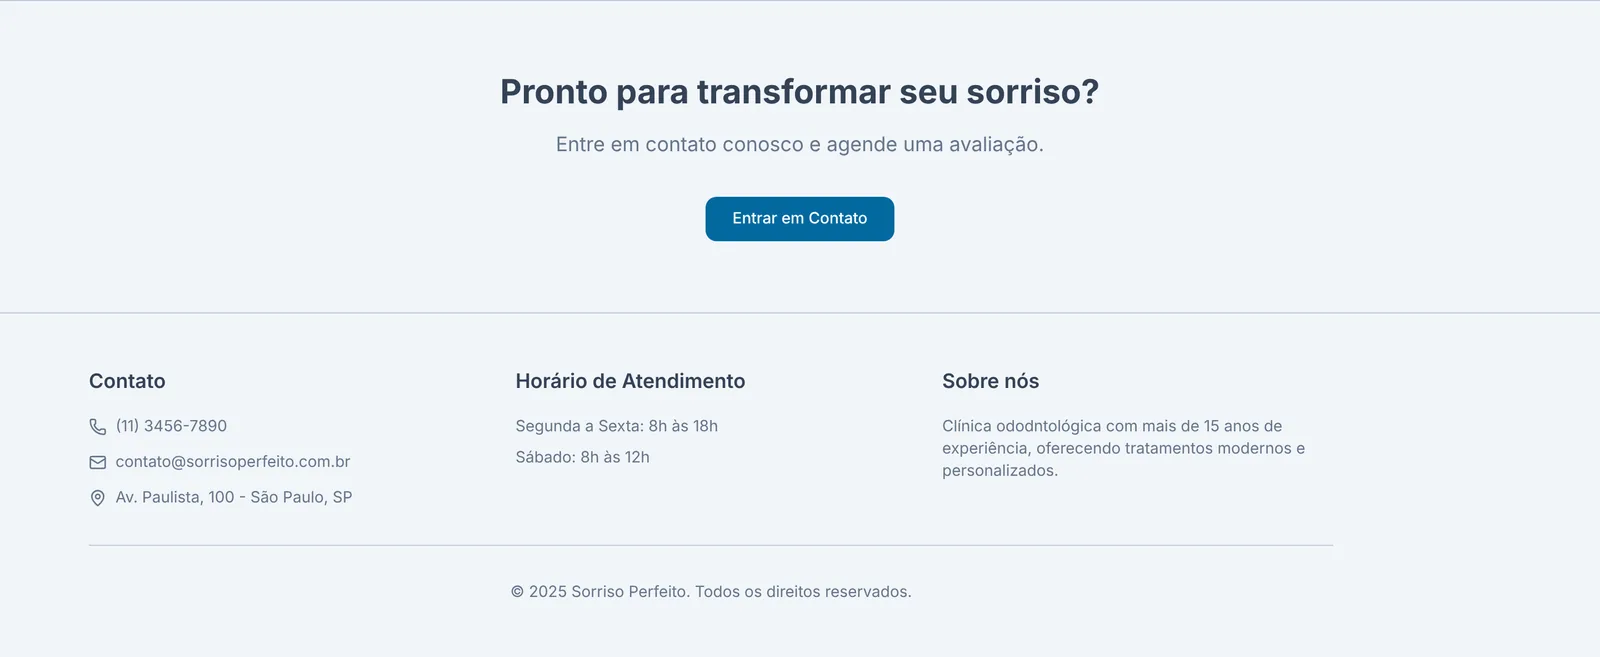 Pronto para transformar seu sorriso?
Entre em contato conosco e agende uma avaliação.
Entrar em Contato
Contato
(11) 3456-7890
contato@sorrisoperfeito.com.br
Av. Paulista, 100 - São Paulo, SP
Horário de Atendimento
Segunda a Sexta: 8h às 18h
Sábado: 8h às 12h
Sobre nós
Clínica ododntológica com mais de 15 anos de
experiência, oferecendo tratamentos modernos e
personalizados.
© 2025 Sorriso Perfeito. Todos os direitos reservados.